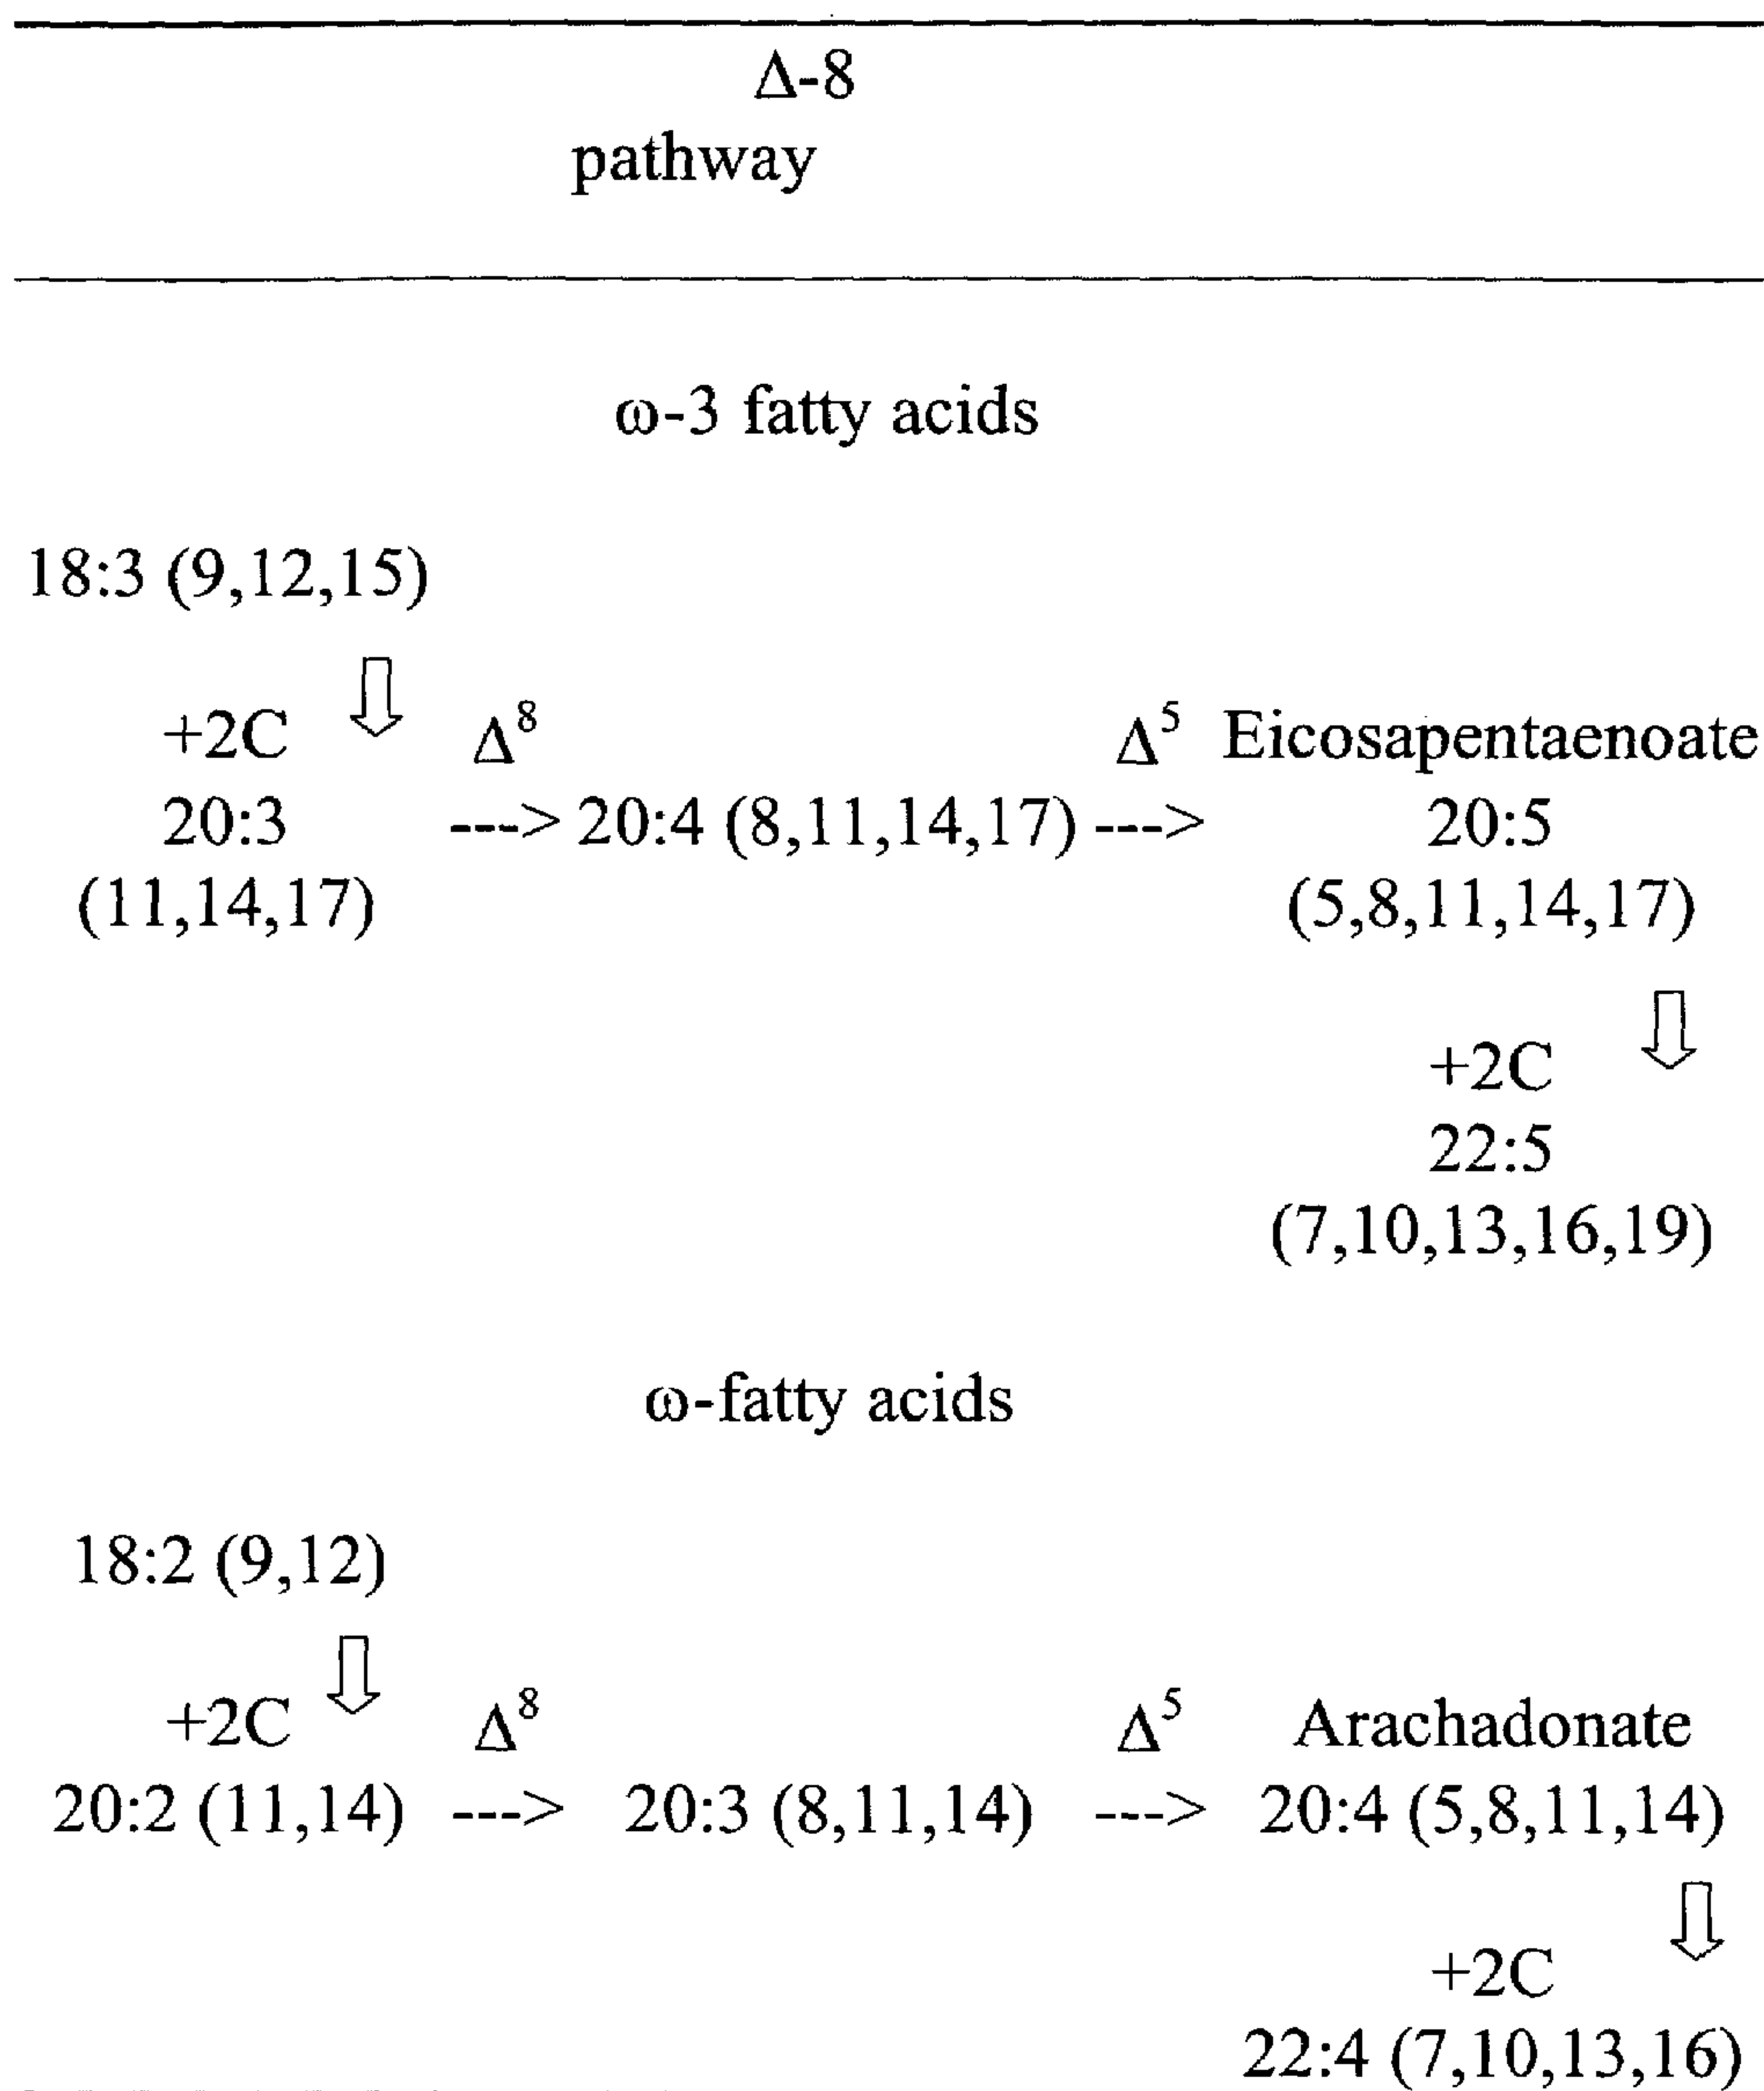 Δ-8
pathway
ω-3 fatty acids
18:3 (9,12,15)
+2C Δ⁸ Δ⁵ Eicosapentaenoate
20:3 ---> 20:4 (8,11,14,17) ---> 20:5
(11,14,17) (5,8,11,14,17)
+2C
22:5
(7,10,13,16,19)
ω-fatty acids
18:2 (9,12)
+2C Δ⁸ Δ⁵ Arachadonate
20:2 (11,14) ---> 20:3 (8,11,14) ---> 20:4 (5,8,11,14)
+2C
22:4 (7,10,13,16)